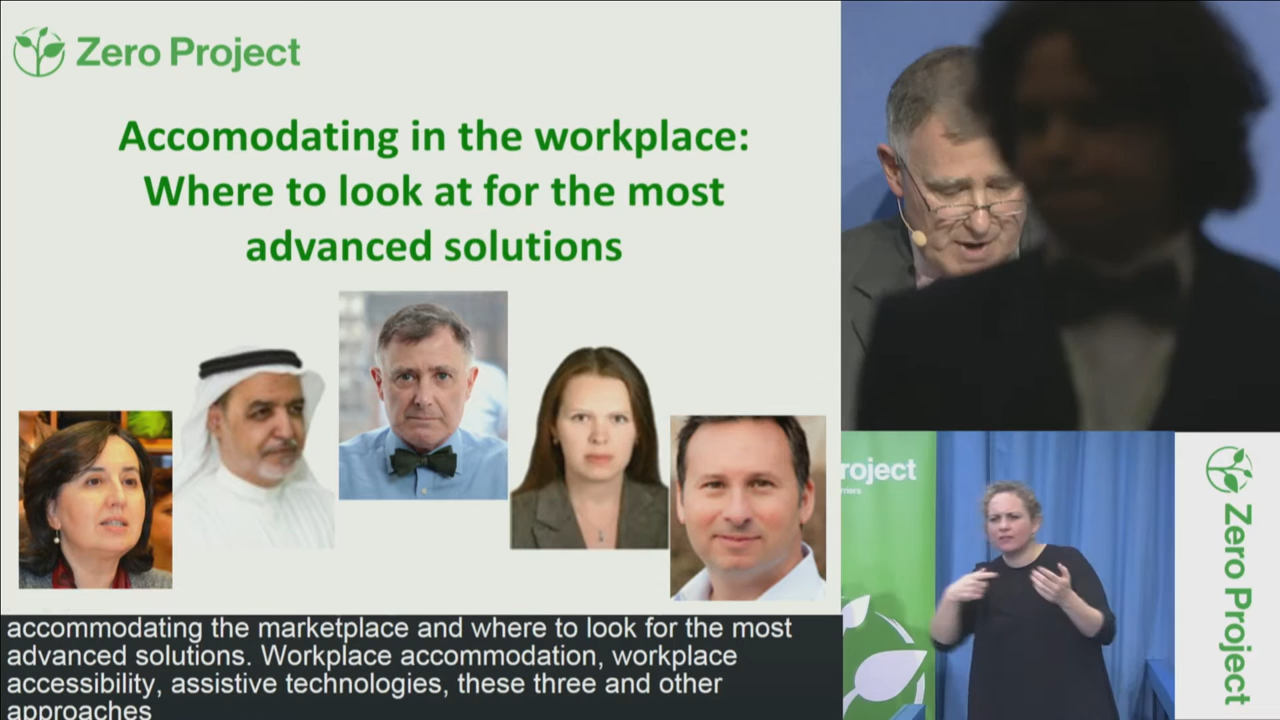 Zero Project
Accomodating in the workplace:
Where to look at for the most
advanced solutions
accommodating the marketplace and where to look for the most
advanced solutions. Workplace accommodation, workplace
accessibility, assistive technologies, these three and other
approaches
roject
rners
Zero Project